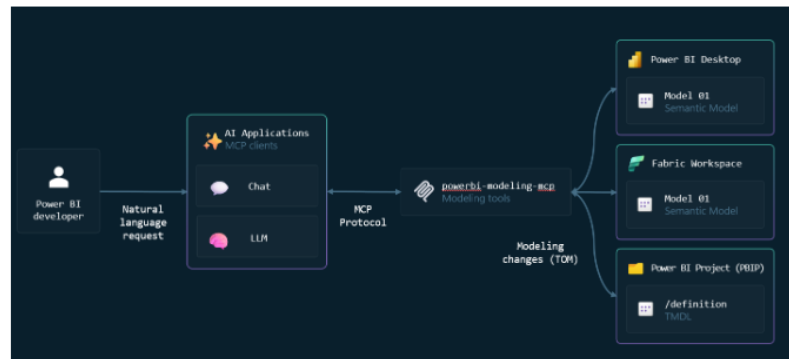 Power BI
developer
Natural
language
request
AI Applications
MCP clients
Chat
LLM
MCP
Protocol
powerbi-modeling-mcp
Modeling tools
Modeling
changes (TOM)
Power BI Desktop
Model 01
Semantic Model
Fabric Workspace
Model 01
Semantic Model
Power BI Project (PBIP)
/definition
TMDL